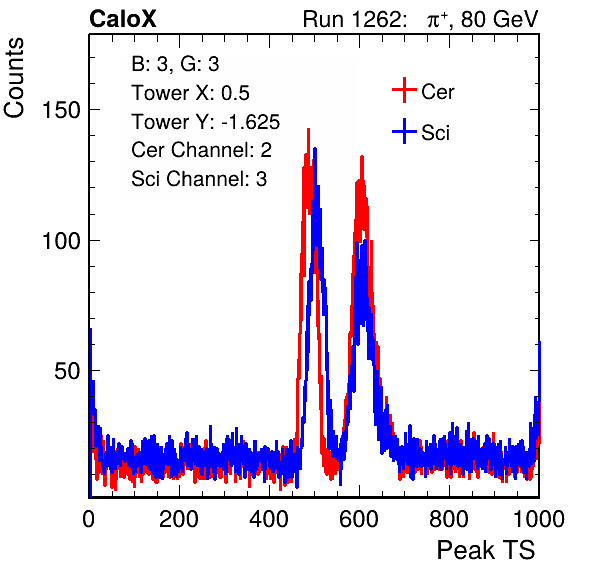 CaloX Run 1262: π+, 80 GeV
B: 3, G: 3
Tower X: 0.5
Tower Y: -1.625
Cer Channel: 2
Sci Channel: 3
Cer
Sci
Counts
150
100
50
0 200 400 600 800 1000
Peak TS